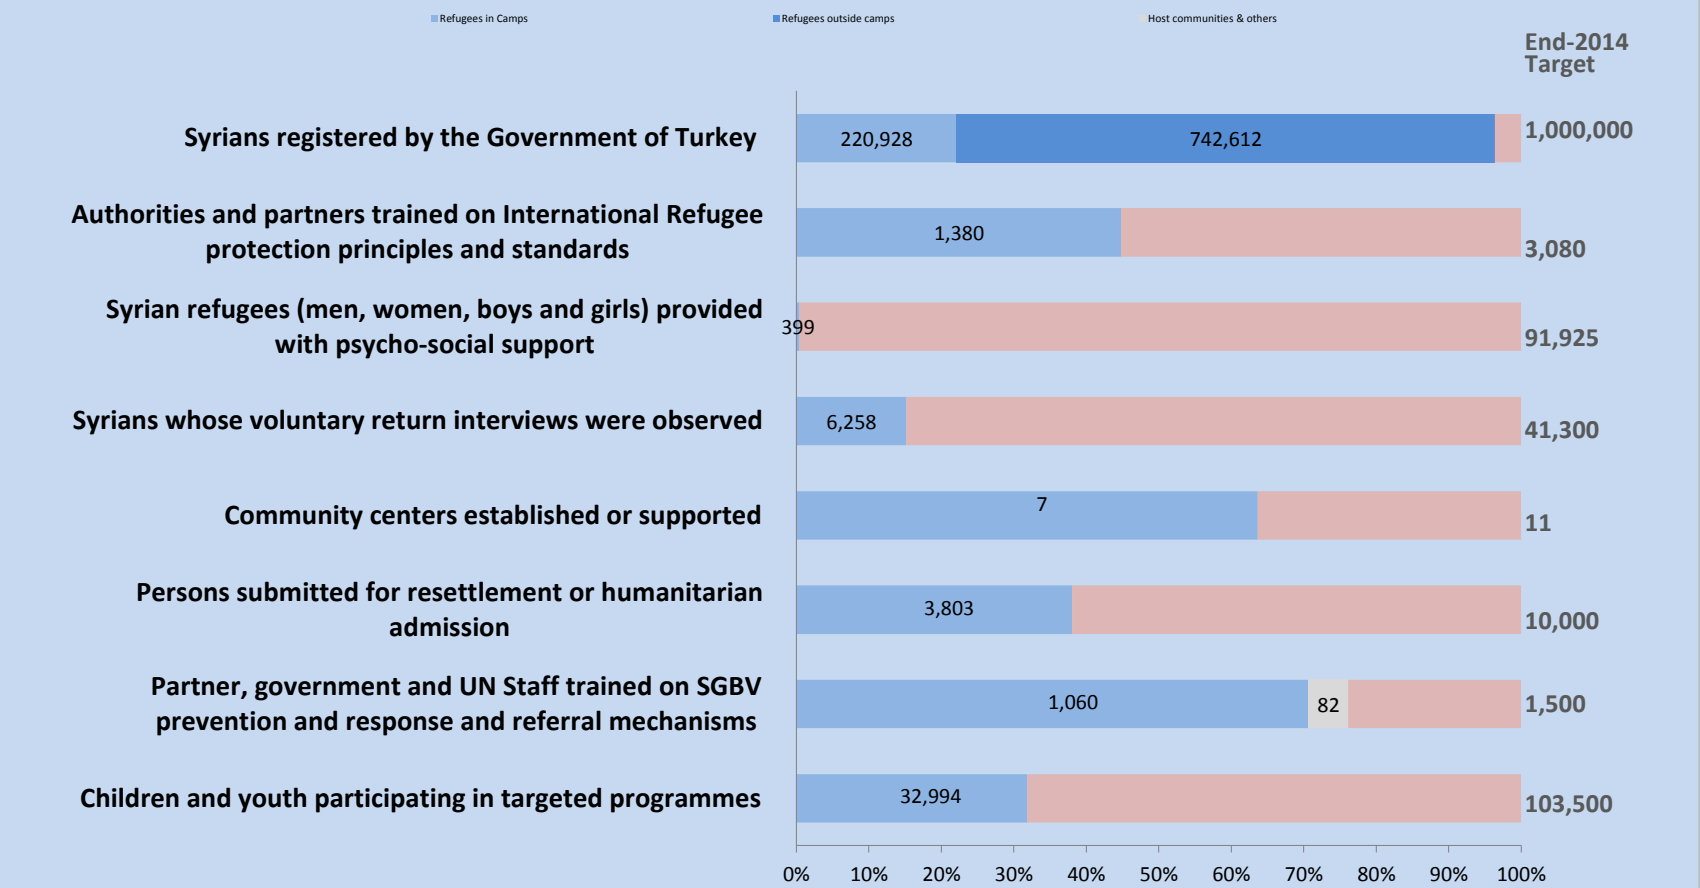 Refugees in Camps
Refugees outside camps
Host communities & others
End-2014
Target
Syrians registered by the Government of Turkey
220,928
742,612
1,000,000
Authorities and partners trained on International Refugee
protection principles and standards
1,380
3,080
Syrian refugees (men, women, boys and girls) provided
with psycho-social support
399
91,925
Syrians whose voluntary return interviews were observed
6,258
41,300
Community centers established or supported
7
11
Persons submitted for resettlement or humanitarian
admission
3,803
10,000
Partner, government and UN Staff trained on SGBV
prevention and response and referral mechanisms
1,060
82
1,500
Children and youth participating in targeted programmes
32,994
103,500
0% 10% 20% 30% 40% 50% 60% 70% 80% 90% 100%